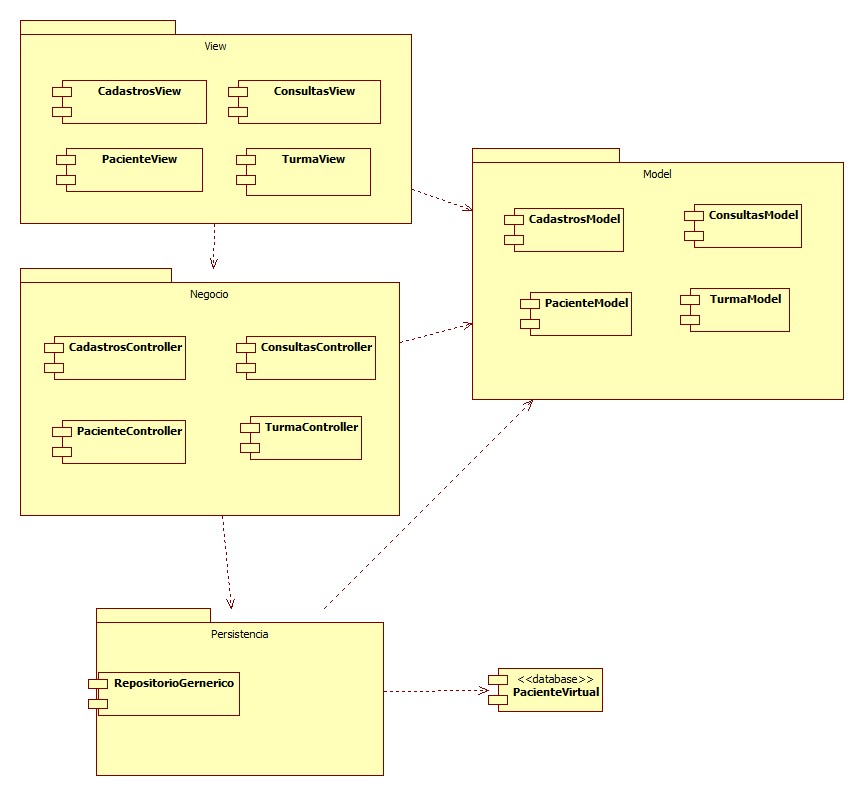 View
CadastrosView
ConsultasView
PacienteView
TurmaView
Model
CadastrosModel
ConsultasModel
PacienteModel
TurmaModel
Negocio
CadastrosController
ConsultasController
PacienteController
TurmaController
Persistencia
RepositorioGernerico
<<database>>
PacienteVirtual